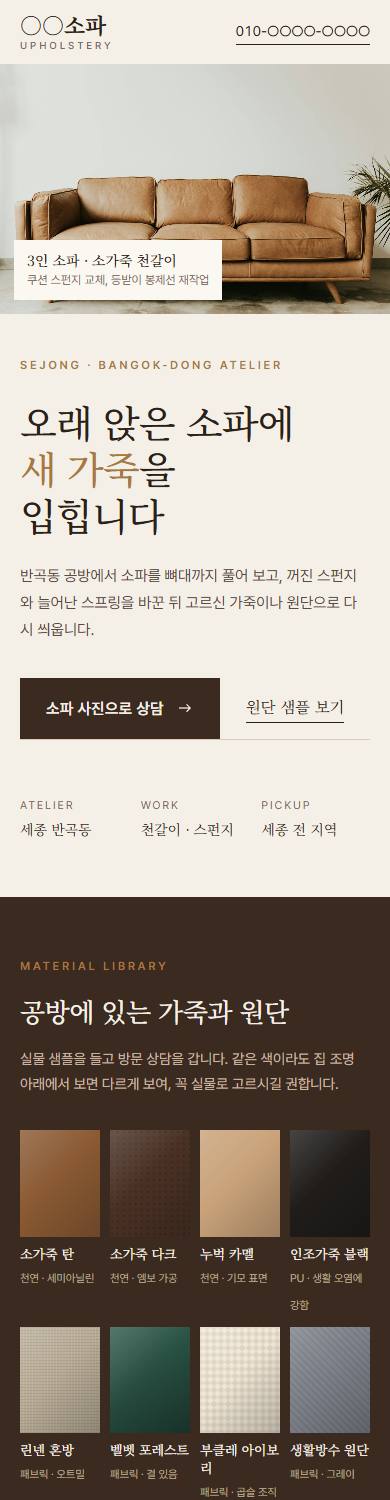 ○○소파
UPHOLSTERY
010-○○○○-○○○○
3인 소파 · 소가죽 천갈이
쿠션 스펀지 교체, 등받이 봉제선 재작업
SEJONG · BANGOK-DONG ATELIER
오래 앉은 소파에
새 가죽을
입힙니다
반곡동 공방에서 소파를 뼈대까지 풀어 보고, 꺼진 스펀지
와 늘어난 스프링을 바꾼 뒤 고르신 가죽이나 원단으로 다
시 씌웁니다.
소파 사진으로 상담 →
원단 샘플 보기
ATELIER
세종 반곡동
WORK
천갈이 · 스펀지
PICKUP
세종 전 지역
MATERIAL LIBRARY
공방에 있는 가죽과 원단
실물 샘플을 들고 방문 상담을 갑니다. 같은 색이라도 집 조명
아래에서 보면 다르게 보여, 꼭 실물로 고르시길 권합니다.
소가죽 탄
천연 · 세미아닐린
소가죽 다크
천연 · 엠보 가공
누벅 카멜
천연 · 기모 표면
인조가죽 블랙
PU · 생활 오염에
강함
린넨 혼방
패브릭 · 오트밀
벨벳 포레스트
패브릭 · 결 있음
부클레 아이보
리
패브릭 · 곱슬 조직
생활방수 원단
패브릭 · 그레이